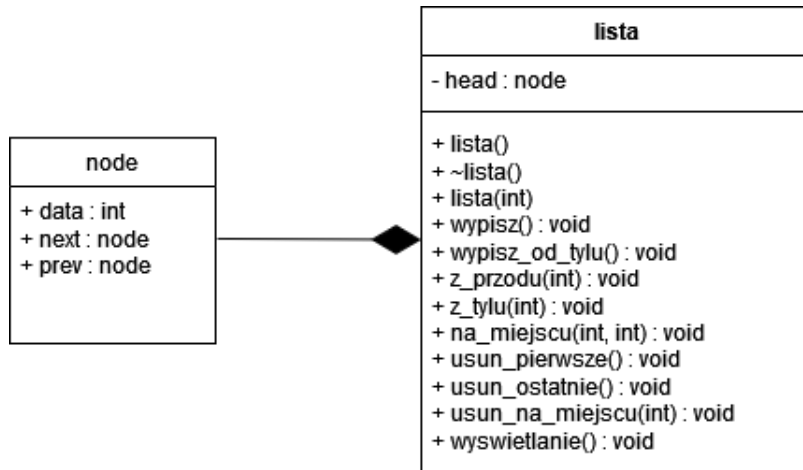 lista
- head : node
+ lista()
+ ~lista()
+ lista(int)
+ wypisz() : void
+ wypisz_od_tylu() : void
+ z_przodu(int) : void
+ z_tylu(int) : void
+ na_miejscu(int, int) : void
+ usun_pierwsze() : void
+ usun_ostatnie() : void
+ usun_na_miejscu(int) : void
+ wyswietlanie() : void
node
+ data : int
+ next : node
+ prev : node